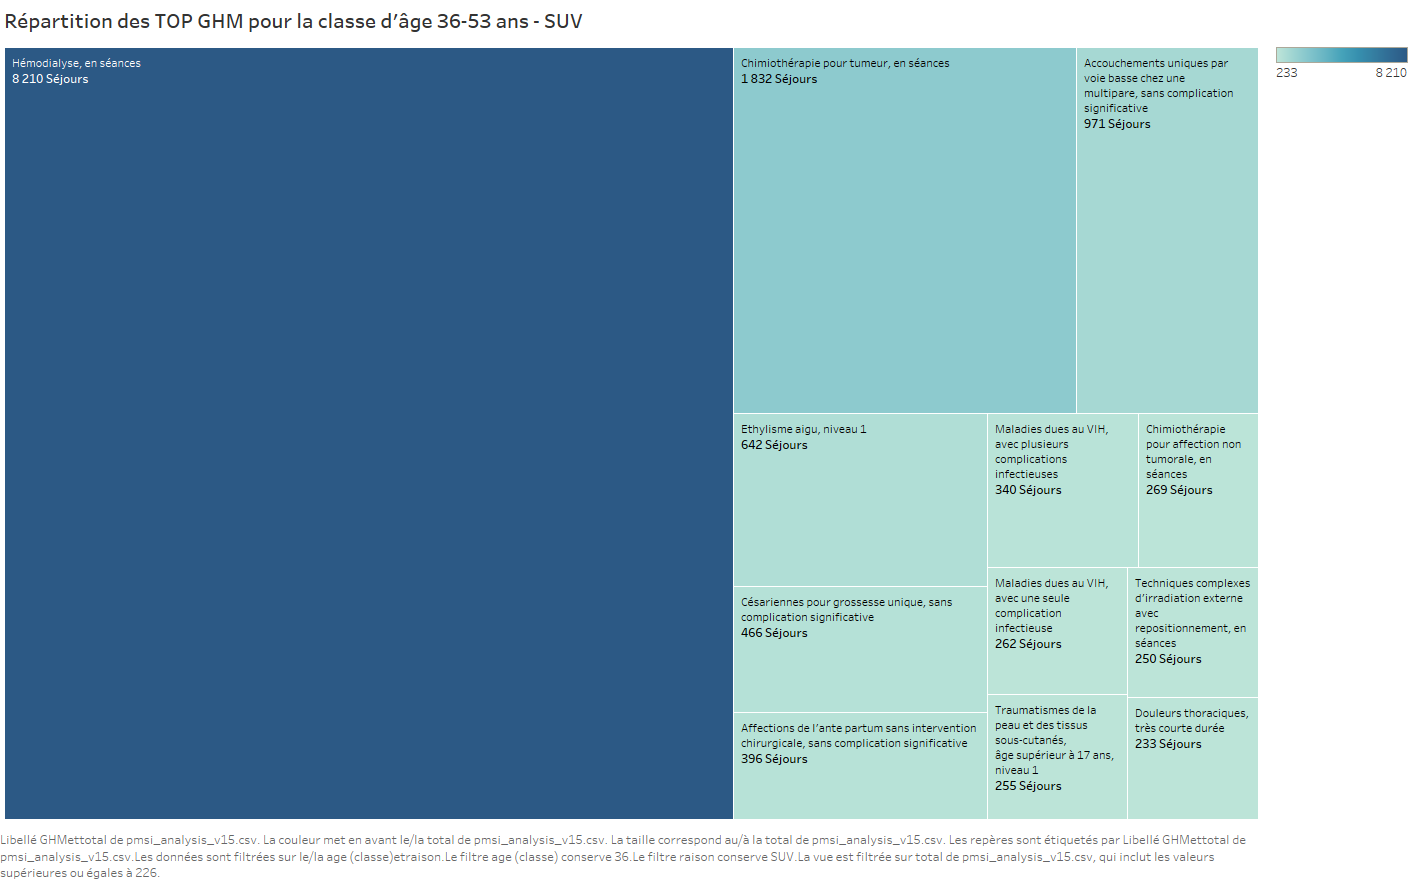 Répartition des TOP GHM pour la classe d'âge 36-53 ans - SUV
Hémodialyse, en séances
8 210 Séjours
Chimiothérapie pour tumeur, en séances
1 832 Séjours
Accouchements uniques par
voie basse chez une
multipare, sans complication
significative
971 Séjours
233
8 210
Ethylisme aigu, niveau 1
642 Séjours
Maladies dues au VIH,
avec plusieurs
complications
infectieuses
340 Séjours
Chimiothérapie
pour affection non
tumorale, en
séances
269 Séjours
Césariennes pour grossesse unique, sans
complication significative
466 Séjours
Maladies dues au VIH,
avec une seule
complication
infectieuse
262 Séjours
Techniques complexes
d'irradiation externe
avec
repositionnement, en
séances
250 Séjours
Affections de l'ante partum sans intervention
chirurgicale, sans complication significative
396 Séjours
Traumatismes de la
peau et des tissus
sous-cutanés,
âge supérieur à 17 ans,
niveau 1
255 Séjours
Douleurs thoraciques,
très courte durée
233 Séjours
Libellé GHMettotal de pmsi_analysis_v15.csv. La couleur met en avant le/la total de pmsi_analysis_v15.csv. La taille correspond au/à la total de pmsi_analysis_v15.csv. Les repères sont étiquetés par Libellé GHMettotal de
pmsi_analysis_v15.csv.Les données sont filtrées sur le/la age (classe)etraison.Le filtre age (classe) conserve 36.Le filtre raison conserve SUV.La vue est filtrée sur total de pmsi_analysis_v15.csv, qui inclut les valeurs
supérieures ou égales à 226.